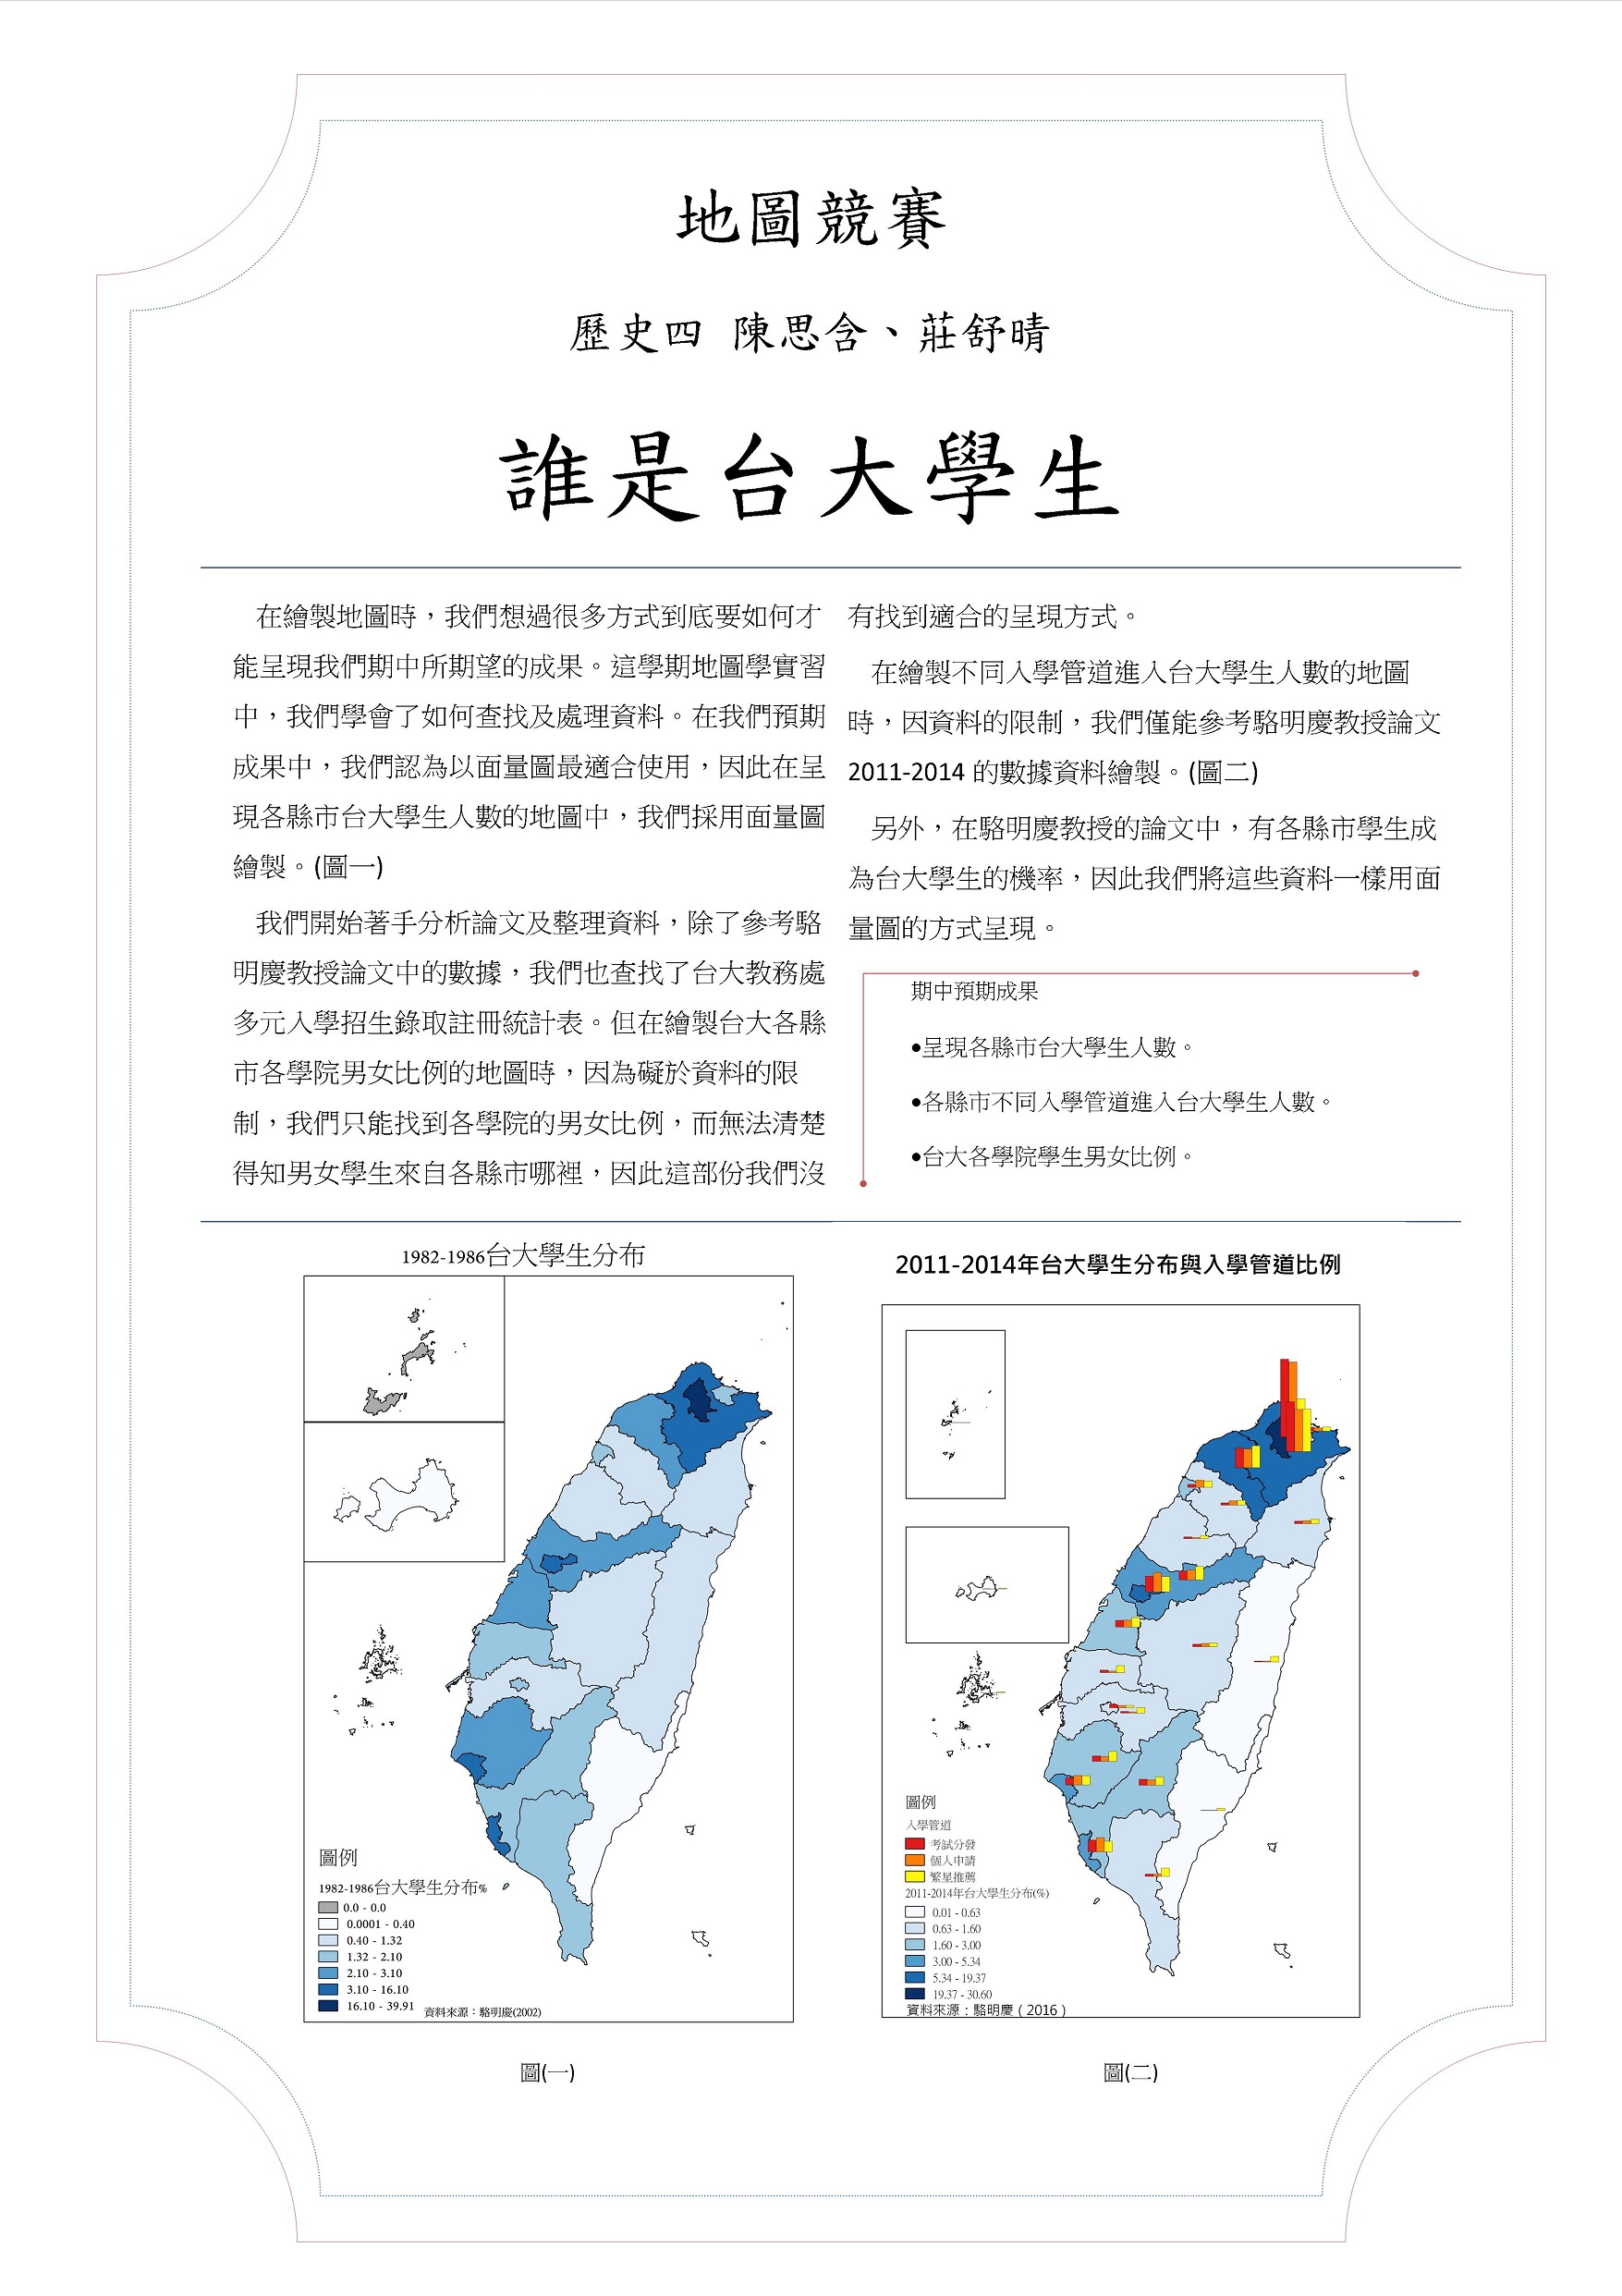 地圖競賽
歷史四 陳思含、莊舒晴
誰是台大學生
在繪製地圖時，我們想過很多方式到底要如何才
能呈現我們期中所期望的成果。這學期地圖學實習
中，我們學會了如何查找及處理資料。在我們預期
成果中，我們認為以面量圖最適合使用，因此在呈
現各縣市台大學生人數的地圖中，我們採用面量圖
繪製。(圖一)
我們開始著手分析論文及整理資料，除了參考駱
明慶教授論文中的數據，我們也查找了台大教務處
多元入學招生錄取註冊統計表。但在繪製台大各縣
市各學院男女比例的地圖時，因為礙於資料的限
制，我們只能找到各學院的男女比例，而無法清楚
得知男女學生來自各縣市哪裡，因此這部份我們沒
有找到適合的呈現方式。
在繪製不同入學管道進入台大學生人數的地圖
時，因資料的限制，我們僅能參考駱明慶教授論文
2011-2014 的數據資料繪製。(圖二)
另外，在駱明慶教授的論文中，有各縣市學生成
為台大學生的機率，因此我們將這些資料一樣用面
量圖的方式呈現。
期中預期成果
•呈現各縣市台大學生人數。
•各縣市不同入學管道進入台大學生人數。
•台大各學院學生男女比例。
1982-1986台大學生分布
圖例
1982-1986台大學生分布%
0.0 - 0.0
0.0001 - 0.40
0.40 - 1.32
1.32 - 2.10
2.10 - 3.10
3.10 - 16.10
16.10 - 39.91
資料來源：駱明慶(2002)
圖(一)
2011-2014年台大學生分布與入學管道比例
圖例
入學管道
考試分發
個人申請
繁星推薦
2011-2014年台大學生分布(%)
0.01 - 0.63
0.63 - 1.60
1.60 - 3.00
3.00 - 5.34
5.34 - 19.37
19.37 - 30.60
資料來源：駱明慶（2016）
圖(二)